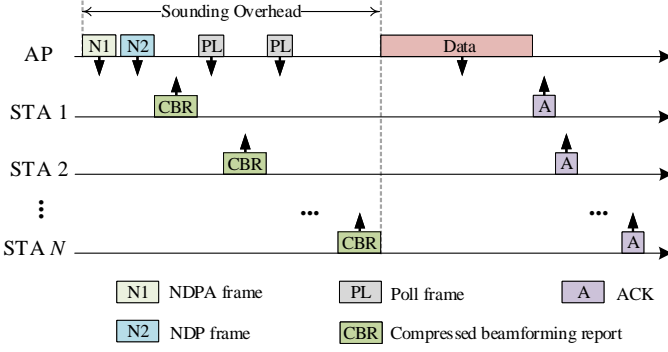 Sounding Overhead
AP N1 N2 PL PL Data
STA 1 CBR A
STA 2 CBR A
... ... ...
STA N CBR A
N1 NDPA frame PL Poll frame A ACK
N2 NDP frame CBR Compressed beamforming report